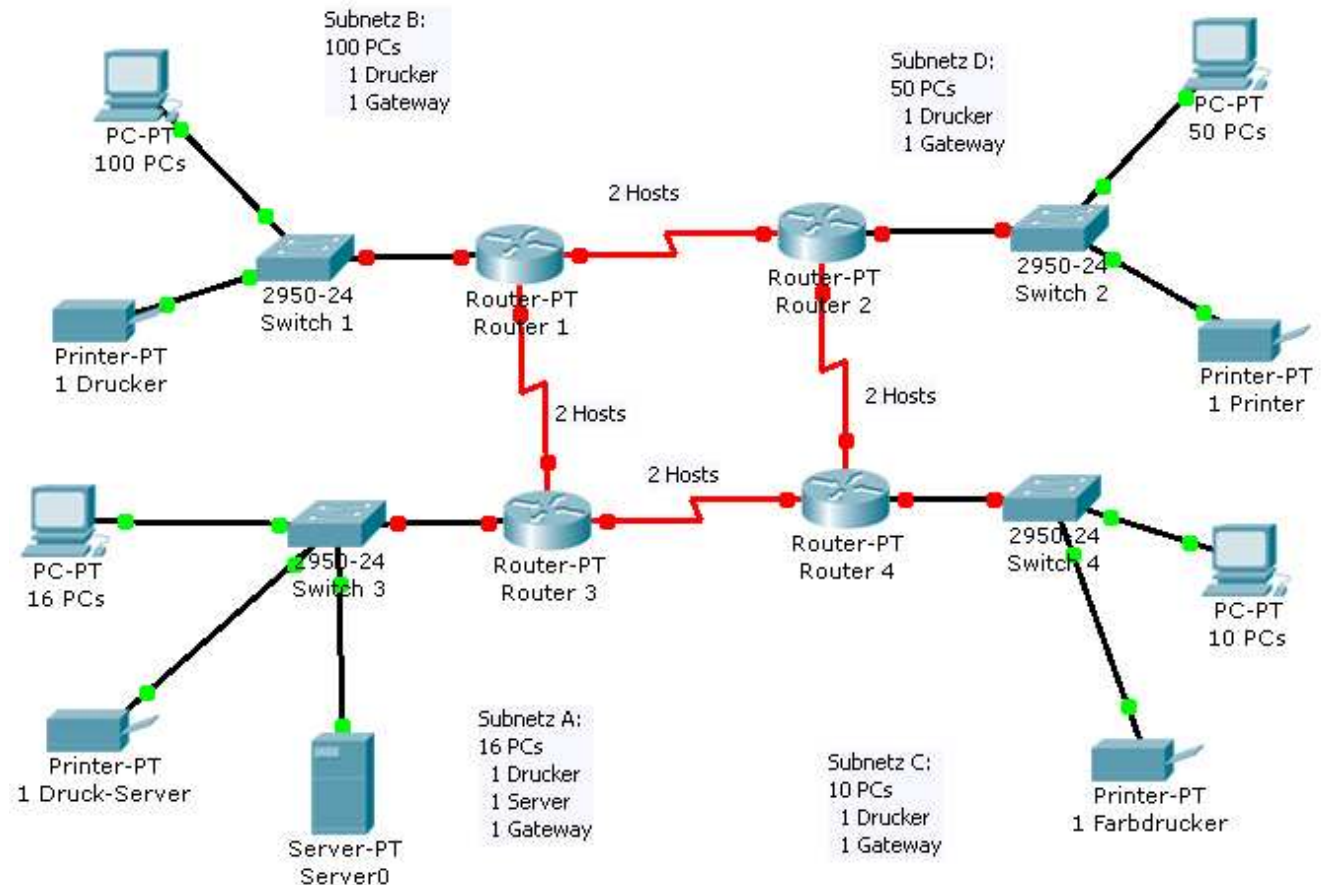 Subnetz B:
100 PCs
1 Drucker
1 Gateway
Subnetz D:
50 PCs
1 Drucker
1 Gateway
PC-PT
100 PCs
PC-PT
50 PCs
2 Hosts
2950-24
Switch 1
Router-PT
Router 1
Router-PT
Router 2
2950-24
Switch 2
Printer-PT
1 Drucker
Printer-PT
1 Printer
2 Hosts
2 Hosts
2 Hosts
PC-PT
16 PCs
2950-24
Switch 3
Router-PT
Router 3
Router-PT
Router 4
2950-24
Switch 4
PC-PT
10 PCs
Printer-PT
1 Druck-Server
Server-PT
Server0
Subnetz A:
16 PCs
1 Drucker
1 Server
1 Gateway
Subnetz C:
10 PCs
1 Drucker
1 Gateway
Printer-PT
1 Farbdrucker